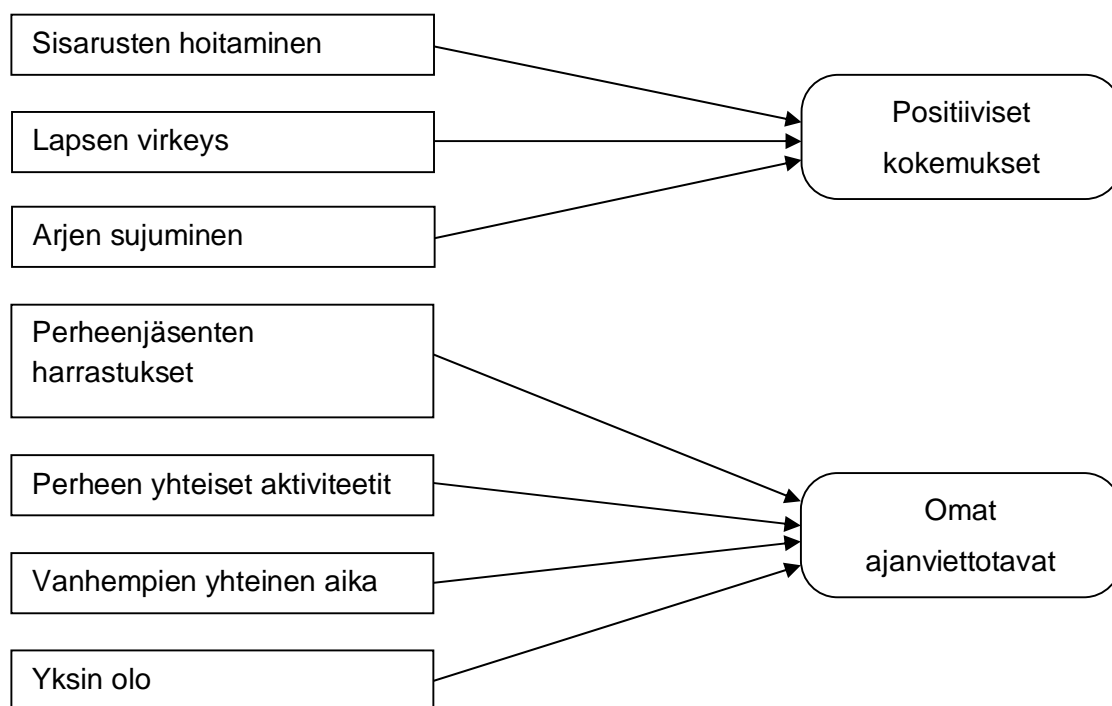 Sisarusten hoitaminen
Lapsen virkeys
Arjen sujuminen
Positiiviset
kokemukset
Perheenjäsenten
harrastukset
Perheen yhteiset aktiviteetit
Vanhempien yhteinen aika
Yksin olo
Omat
ajanviettotavat